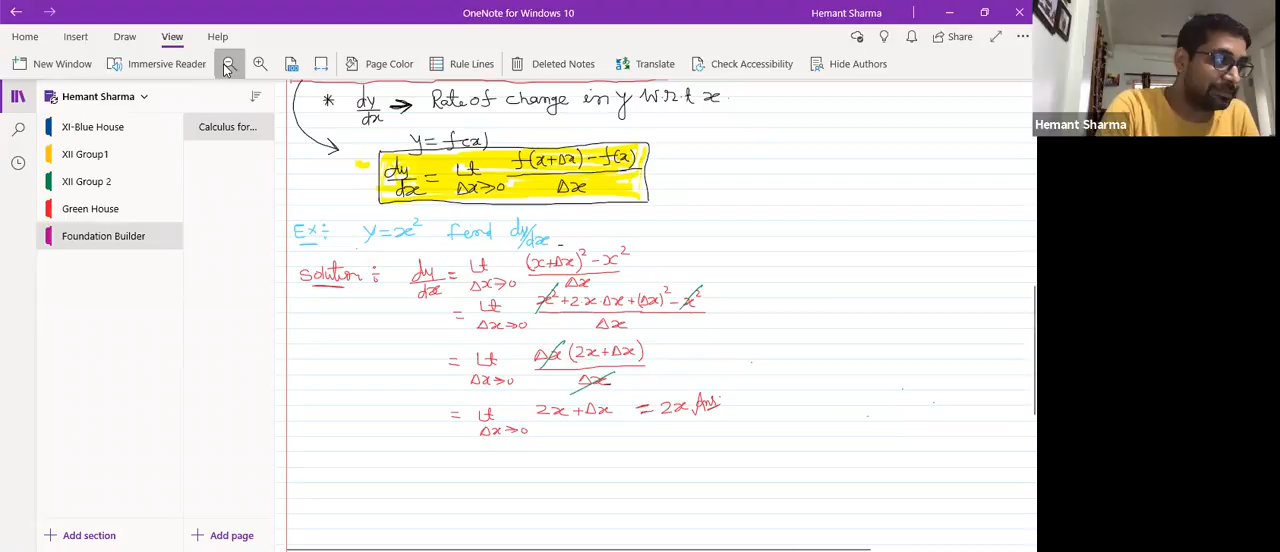 OneNote for Windows 10
Hemant Sharma
Home Insert Draw View Help
Share
New Window Immersive Reader Page Color Rule Lines Deleted Notes Translate Check Accessibility Hide Authors
Hemant Sharma
Hemant Sharma
XI-Blue House
Calculus for...
XII Group1
XII Group 2
Green House
Foundation Builder
Add section
Add page
* dy/dx → Rate of change in y w.r.t x.
y = f(x)
dy/dx = Lt Δx→0 f(x+Δx) - f(x) / Δx
Ex: y = x² find dy/dx
Solution: dy/dx = Lt Δx→0 (x+Δx)² - x² / Δx
= Lt Δx→0 x² + 2·x·Δx + (Δx)² - x² / Δx
= Lt Δx→0 Δx (2x + Δx) / Δx
= Lt Δx→0 2x + Δx = 2x Ans.